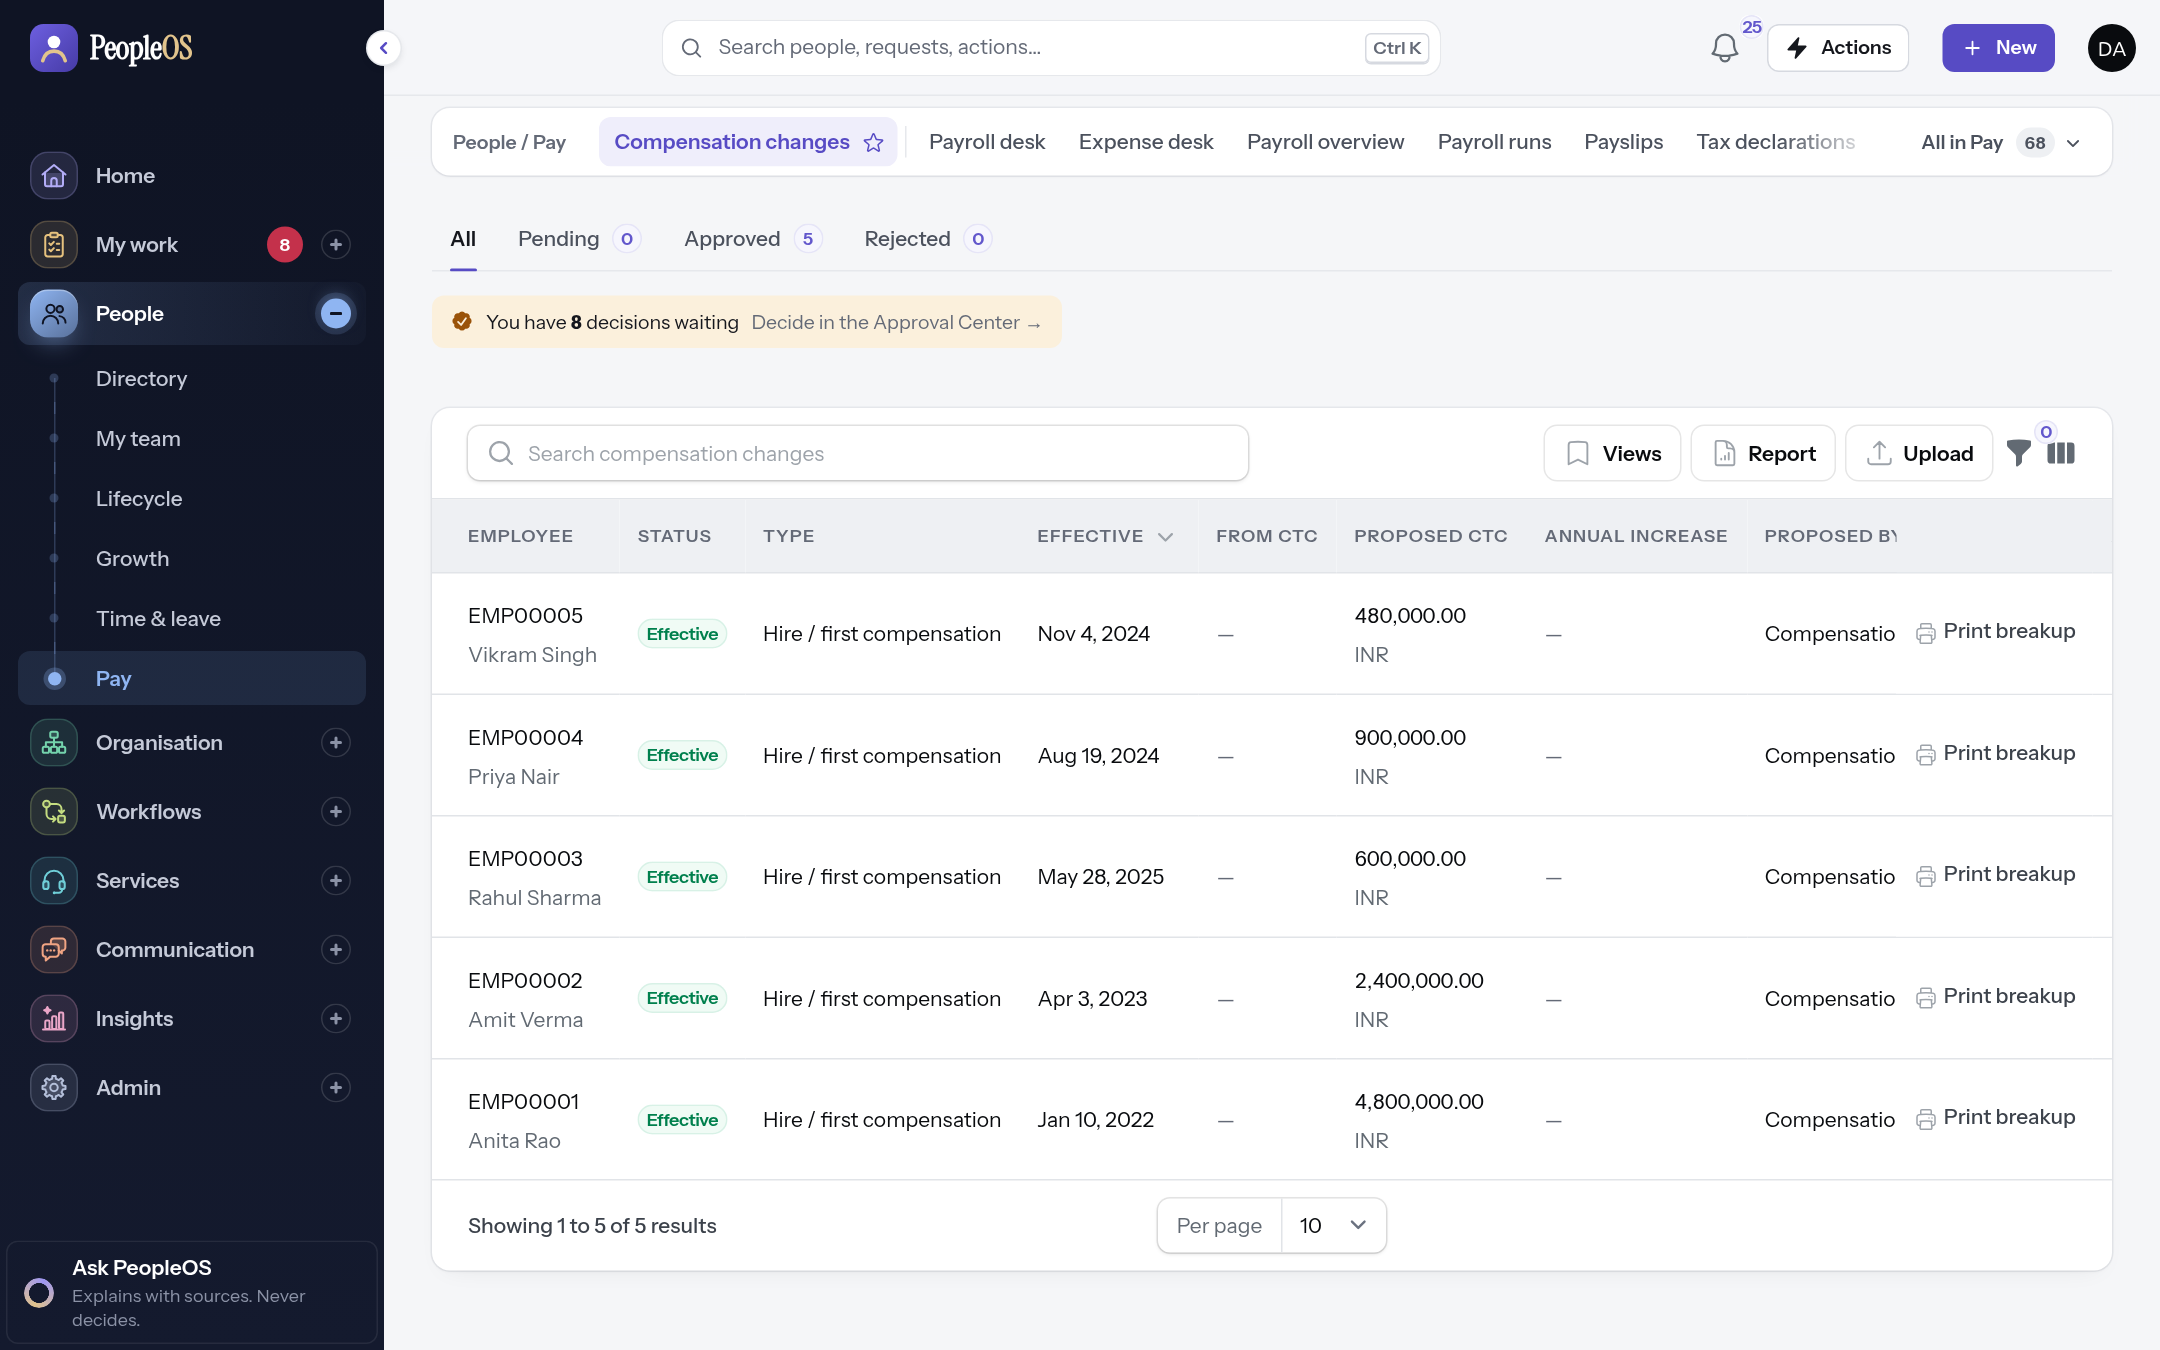 PeopleOS
Search people, requests, actions...
Ctrl K
25
Actions
New
DA
Home
My work
8
People
Directory
My team
Lifecycle
Growth
Time & leave
Pay
Organisation
Workflows
Services
Communication
Insights
Admin
Ask PeopleOS
Explains with sources. Never
decides.
People / Pay
Compensation changes
Payroll desk
Expense desk
Payroll overview
Payroll runs
Payslips
Tax declarations
All in Pay 68
All
Pending 0
Approved 5
Rejected 0
You have 8 decisions waiting Decide in the Approval Center →
Search compensation changes
Views
Report
Upload
0
EMPLOYEE STATUS TYPE EFFECTIVE FROM CTC PROPOSED CTC ANNUAL INCREASE PROPOSED BY
EMP00005
Vikram Singh
Effective
Hire / first compensation
Nov 4, 2024
—
480,000.00
INR
—
Compensatio
Print breakup
EMP00004
Priya Nair
Effective
Hire / first compensation
Aug 19, 2024
—
900,000.00
INR
—
Compensatio
Print breakup
EMP00003
Rahul Sharma
Effective
Hire / first compensation
May 28, 2025
—
600,000.00
INR
—
Compensatio
Print breakup
EMP00002
Amit Verma
Effective
Hire / first compensation
Apr 3, 2023
—
2,400,000.00
INR
—
Compensatio
Print breakup
EMP00001
Anita Rao
Effective
Hire / first compensation
Jan 10, 2022
—
4,800,000.00
INR
—
Compensatio
Print breakup
Showing 1 to 5 of 5 results
Per page 10